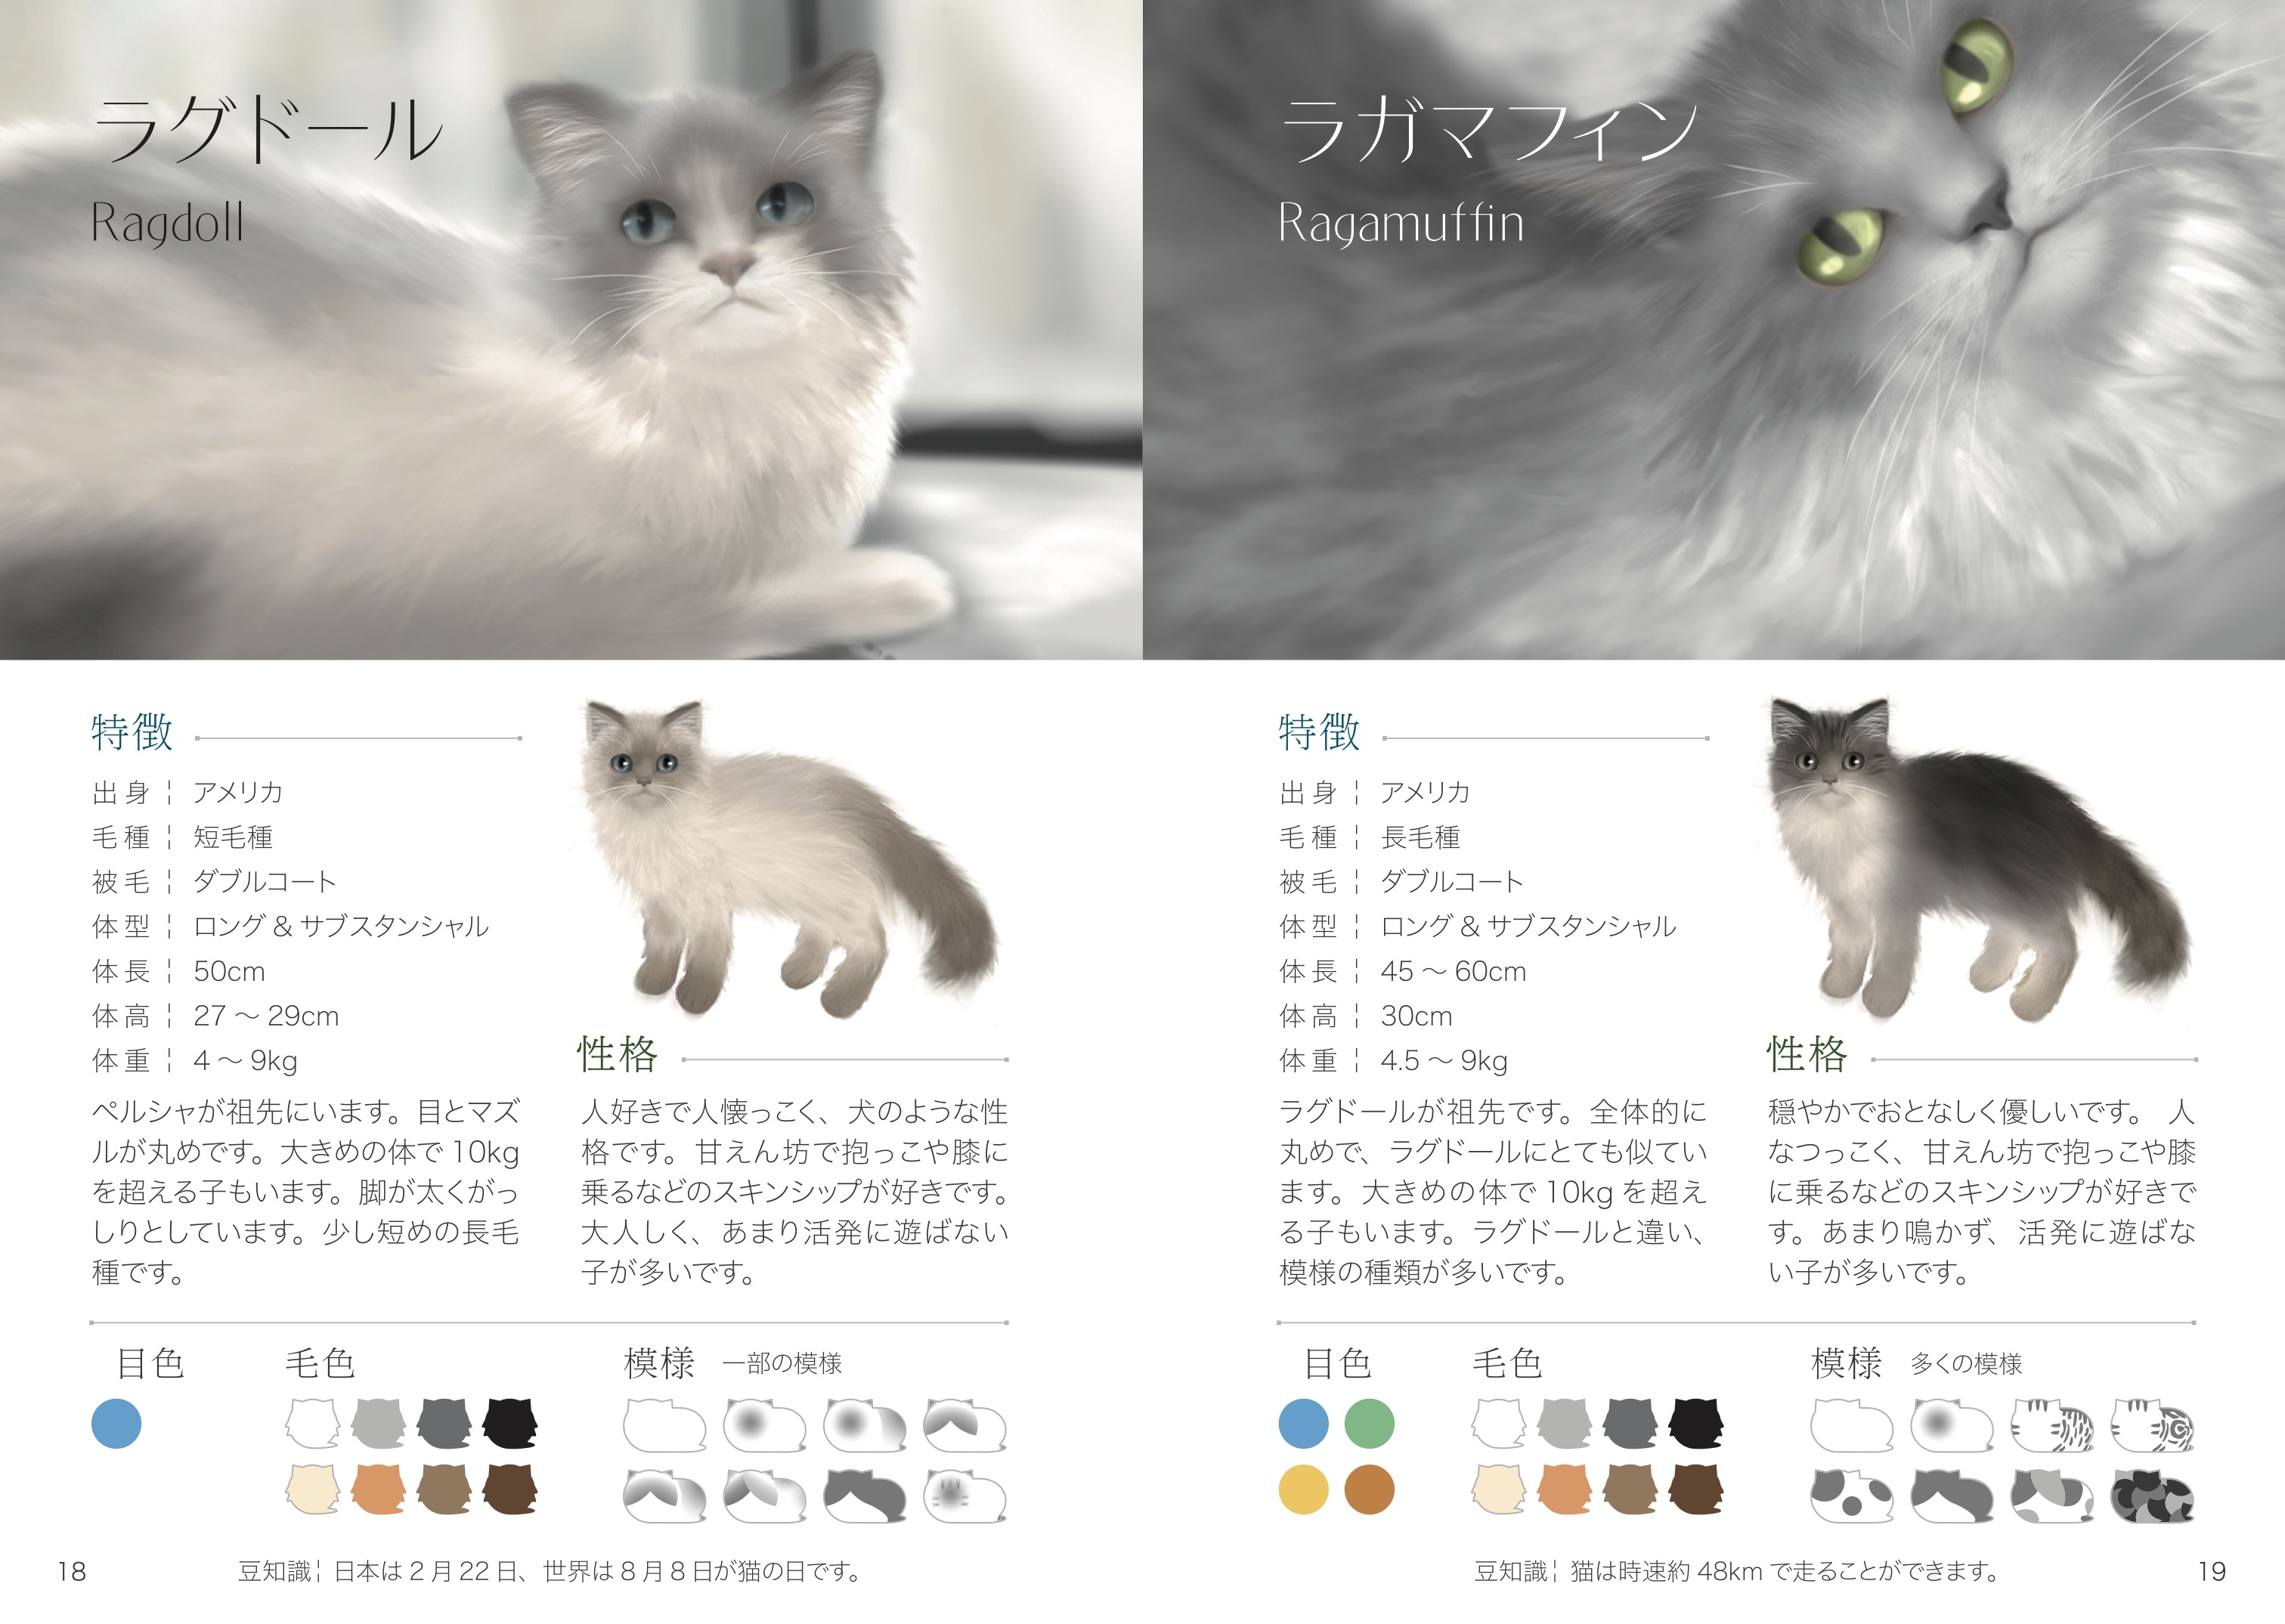 ラグドール
Ragdoll
特徴
出身¦アメリカ
毛種¦短毛種
被毛¦ダブルコート
体型¦ロング & サブスタンシャル
体長¦50cm
体高¦27 〜 29cm
体重¦4 〜 9kg
ペルシャが祖先にいます。目とマズ
ルが丸めです。大きめの体で 10kg
を超える子もいます。脚が太くがっ
しりとしています。少し短めの長毛
種です。
性格
人好きで人懐っこく、犬のような性
格です。甘えん坊で抱っこや膝に
乗るなどのスキンシップが好きです。
大人しく、あまり活発に遊ばない
子が多いです。
目色
毛色
模様 一部の模様
18
豆知識¦ 日本は 2 月 22 日、世界は 8 月 8 日が猫の日です。
ラガマフィン
Ragamuffin
特徴
出身¦アメリカ
毛種¦長毛種
被毛¦ダブルコート
体型¦ロング & サブスタンシャル
体長¦45 〜 60cm
体高¦30cm
体重¦4.5 〜 9kg
ラグドールが祖先です。全体的に
丸めで、ラグドールにとても似てい
ます。大きめの体で 10kg を超え
る子もいます。ラグドールと違い、
模様の種類が多いです。
性格
穏やかでおとなしく優しいです。 人
なつっこく、甘えん坊で抱っこや膝
に乗るなどのスキンシップが好きで
す。あまり鳴かず、活発に遊ばな
い子が多いです。
目色
毛色
模様 多くの模様
豆知識¦ 猫は時速約 48km で走ることができます。
19